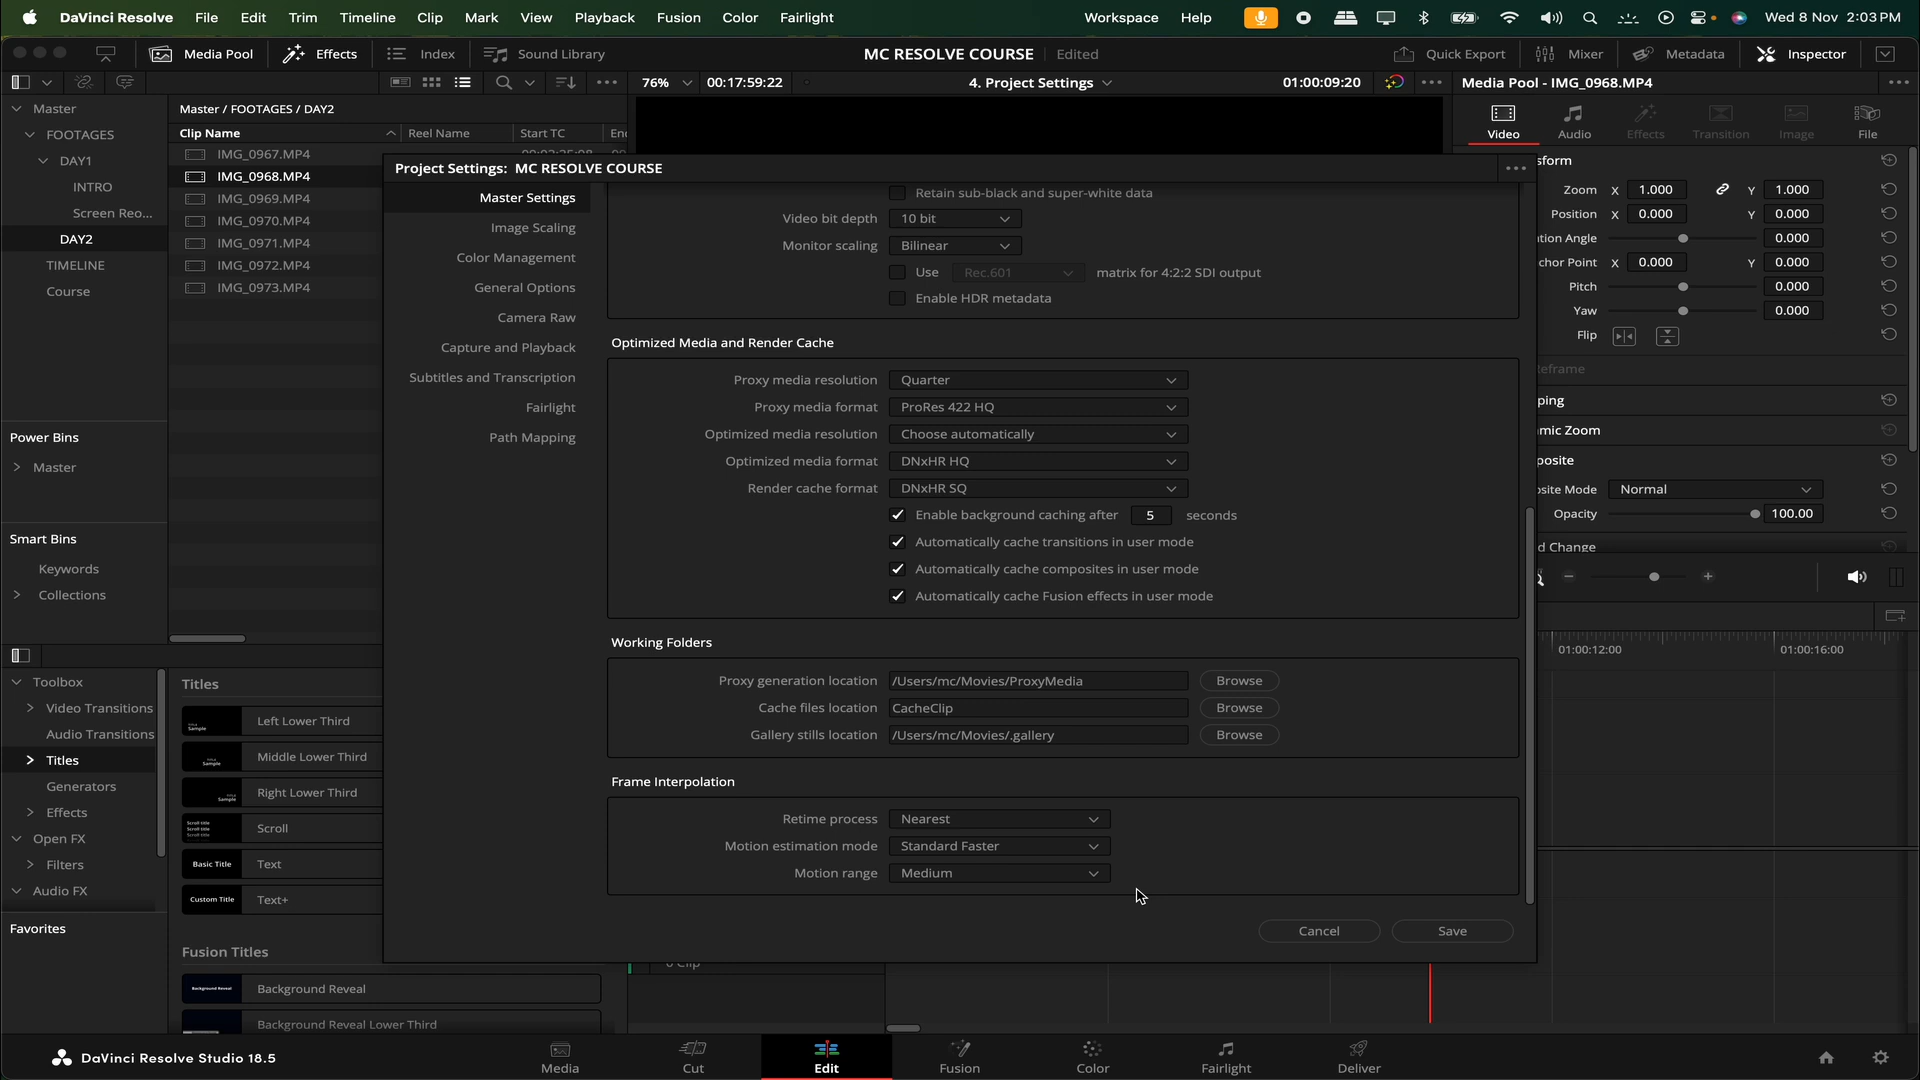 DaVinci Resolve File Edit Trim Timeline Clip Mark View Playback Fusion Color Fairlight Workspace Help Wed 8 Nov 2:03 PM
Media Pool Effects Index Sound Library MC RESOLVE COURSE Edited Quick Export Mixer Metadata Inspector
76% 00:17:59:22 4. Project Settings 01:00:09:20 Media Pool - IMG_0968.MP4
Master
FOOTAGES
DAY1
INTRO
Screen Reo...
DAY2
TIMELINE
Course
Power Bins
Master
Smart Bins
Keywords
Collections
Master / FOOTAGES / DAY2
Clip Name Reel Name Start TC
IMG_0967.MP4
IMG_0968.MP4
IMG_0969.MP4
IMG_0970.MP4
IMG_0971.MP4
IMG_0972.MP4
IMG_0973.MP4
Project Settings: MC RESOLVE COURSE
Master Settings
Image Scaling
Color Management
General Options
Camera Raw
Capture and Playback
Subtitles and Transcription
Fairlight
Path Mapping
Retain sub-black and super-white data
Video bit depth 10 bit
Monitor scaling Bilinear
Use Rec.601 matrix for 4:2:2 SDI output
Enable HDR metadata
Optimized Media and Render Cache
Proxy media resolution Quarter
Proxy media format ProRes 422 HQ
Optimized media resolution Choose automatically
Optimized media format DNxHR HQ
Render cache format DNxHR SQ
Enable background caching after 5 seconds
Automatically cache transitions in user mode
Automatically cache composites in user mode
Automatically cache Fusion effects in user mode
Working Folders
Proxy generation location /Users/mc/Movies/ProxyMedia Browse
Cache files location CacheClip Browse
Gallery stills location /Users/mc/Movies/.gallery Browse
Frame Interpolation
Retime process Nearest
Motion estimation mode Standard Faster
Motion range Medium
Cancel Save
Video Audio Effects Transition Image File
sform
Zoom X 1.000 Y 1.000
Position X 0.000 Y 0.000
tion Angle 0.000
chor Point X 0.000 Y 0.000
Pitch 0.000
Yaw 0.000
Flip
eframe
ping
mic Zoom
posite
site Mode Normal
Opacity 100.00
d Change
01:00:12:00 01:00:16:00
Toolbox
Video Transitions
Audio Transitions
Titles
Generators
Effects
Open FX
Filters
Audio FX
Favorites
Titles
Left Lower Third
Middle Lower Third
Right Lower Third
Scroll
Basic Title Text
Custom Title Text+
Fusion Titles
Background Reveal Background Reveal
Background Reveal Lower Third
DaVinci Resolve Studio 18.5
Media Cut Edit Fusion Color Fairlight Deliver